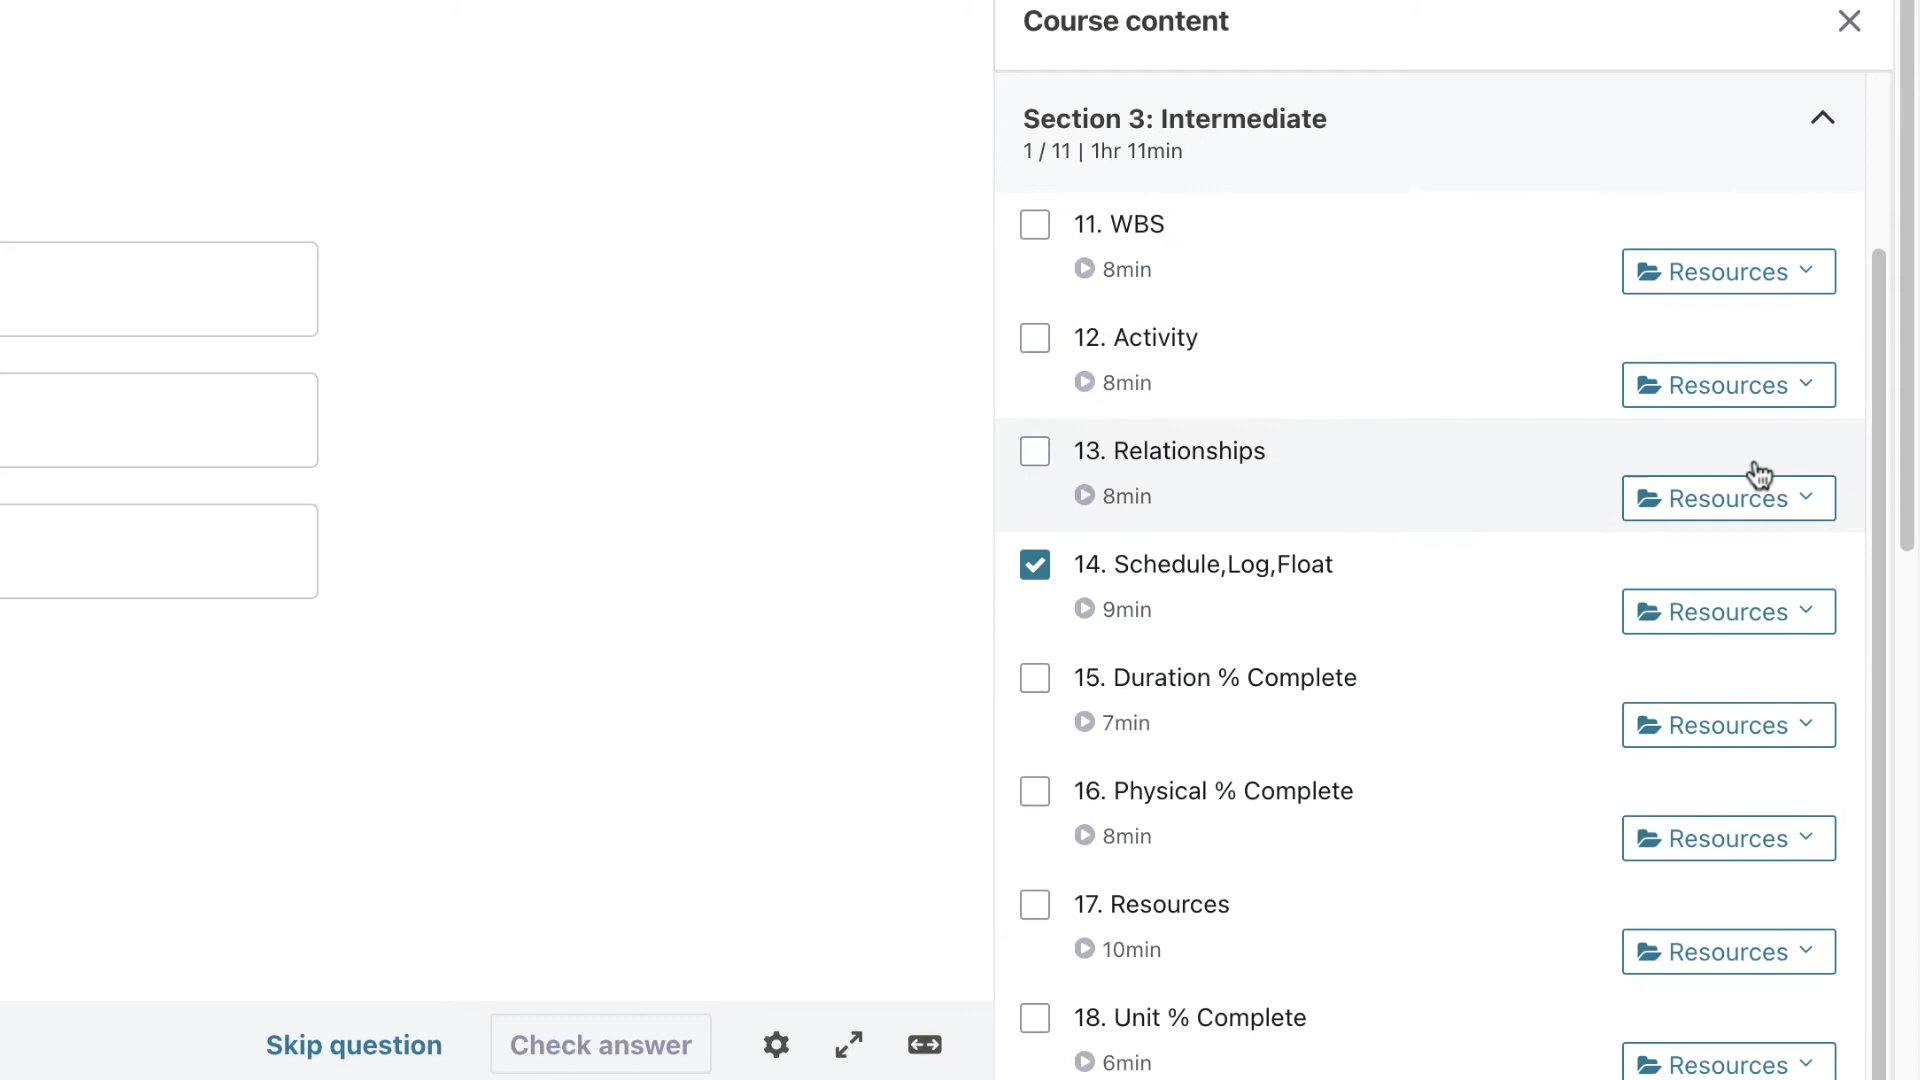 Course content
Section 3: Intermediate
1 / 11 | 1hr 11min
11. WBS
8min
Resources
12. Activity
8min
Resources
13. Relationships
8min
Resources
14. Schedule,Log,Float
9min
Resources
15. Duration % Complete
7min
Resources
16. Physical % Complete
8min
Resources
17. Resources
10min
Resources
18. Unit % Complete
6min
Resources
Skip question
Check answer